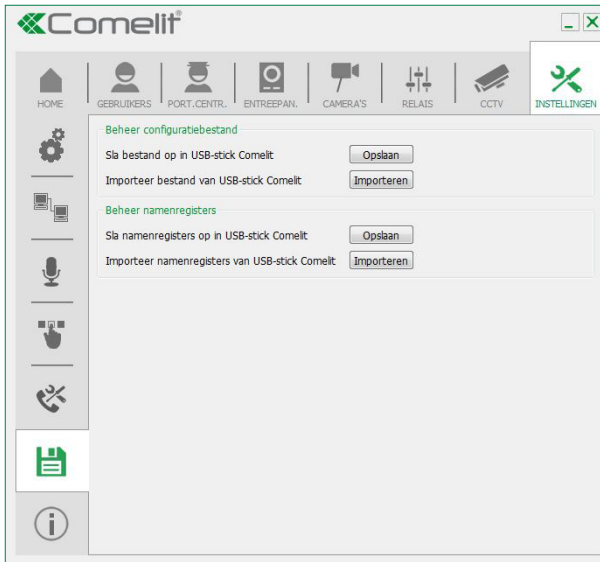 Comelit®
HOME
GEBRUIKERS
PORT.CENTR.
ENTREEPAN.
CAMERA'S
RELAIS
CCTV
INSTELLINGEN
Beheer configuratiebestand
Sla bestand op in USB-stick Comelit Opslaan
Importeer bestand van USB-stick Comelit Importeren
Beheer namenregisters
Sla namenregisters op in USB-stick Comelit Opslaan
Importeer namenregisters van USB-stick Comelit Importeren